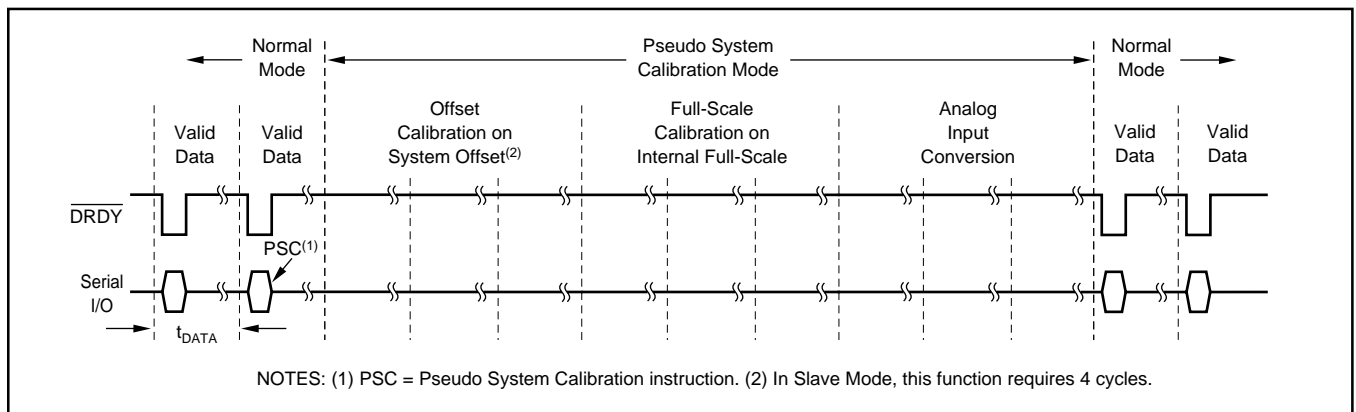 Normal
Mode
Pseudo System
Calibration Mode
Normal
Mode
Valid
Data
Valid
Data
Offset
Calibration on
System Offset(2)
Full-Scale
Calibration on
Internal Full-Scale
Analog
Input
Conversion
Valid
Data
Valid
Data
DRDY
PSC(1)
Serial
I/O
tDATA
NOTES: (1) PSC = Pseudo System Calibration instruction. (2) In Slave Mode, this function requires 4 cycles.